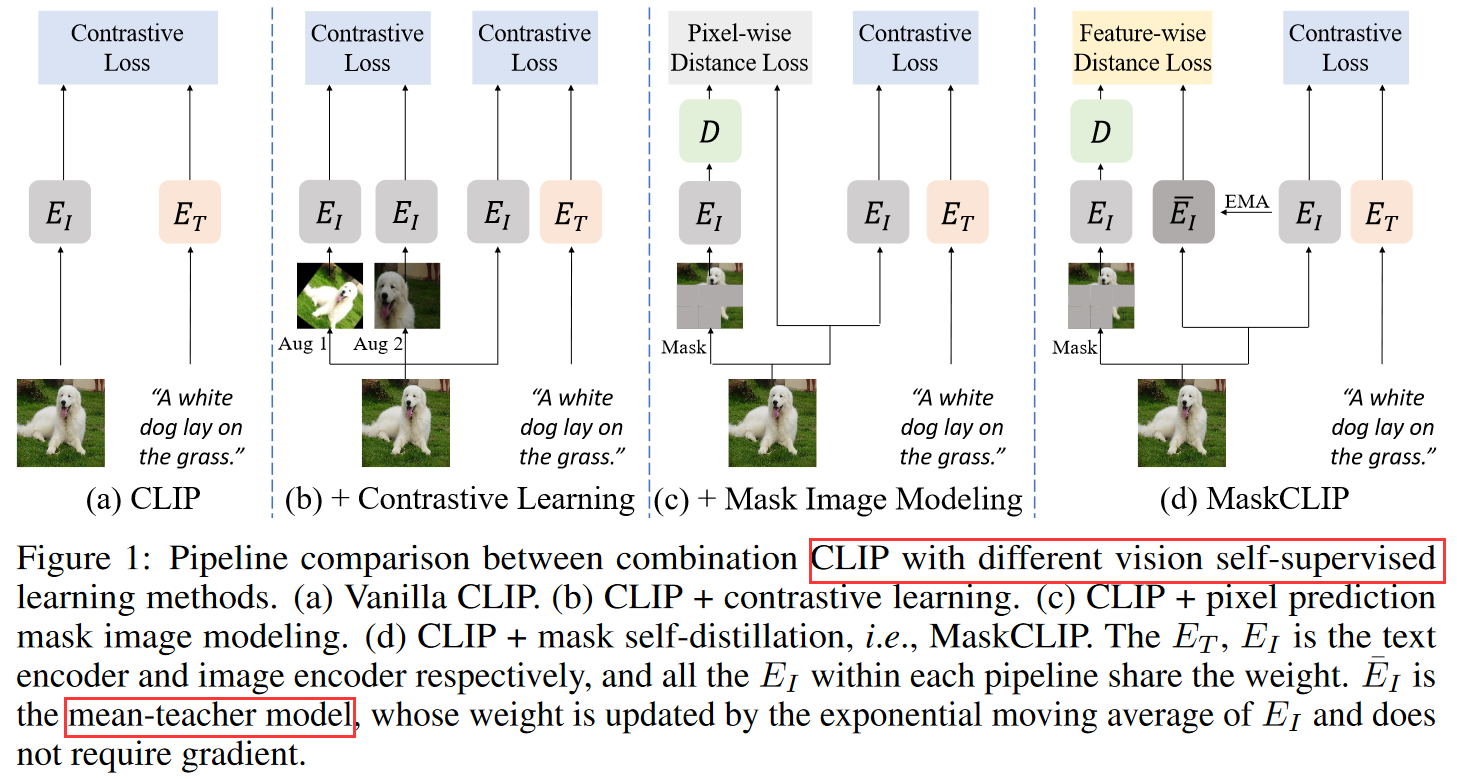 Contrastive
Loss
E_I
E_T
“A white
dog lay on
the grass.”
(a) CLIP
Contrastive
Loss
Contrastive
Loss
E_I
E_I
E_I
E_T
Aug 1
Aug 2
“A white
dog lay on
the grass.”
(b) + Contrastive Learning
Pixel-wise
Distance Loss
Contrastive
Loss
D
E_I
E_I
E_T
Mask
“A white
dog lay on
the grass.”
(c) + Mask Image Modeling
Feature-wise
Distance Loss
Contrastive
Loss
D
E_I
Ē_I
EMA
E_I
E_T
Mask
“A white
dog lay on
the grass.”
(d) MaskCLIP
Figure 1: Pipeline comparison between combination CLIP with different vision self-supervised
learning methods. (a) Vanilla CLIP. (b) CLIP + contrastive learning. (c) CLIP + pixel prediction
mask image modeling. (d) CLIP + mask self-distillation, i.e., MaskCLIP. The E_T, E_I is the text
encoder and image encoder respectively, and all the E_I within each pipeline share the weight. Ē_I is
the mean-teacher model, whose weight is updated by the exponential moving average of E_I and does
not require gradient.